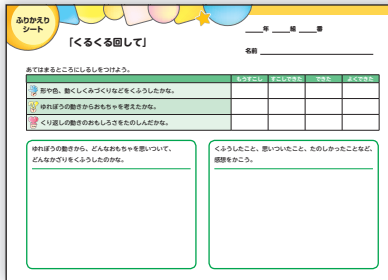 ふりかえり
シート
＿年＿組＿番
「くるくる回して」
名前
あてはまるところにしるしをつけよう。
もうすこし すこしできた できた よくできた
形や色、動くしくみづくりなどをくふうしたかな。
ゆれぼうの動きからおもちゃを考えたかな。
くり返しの動きのおもしろさをたのしんだかな。
ゆれぼうの動きから、どんなおもちゃを思いついて、
どんなかざりをくふうしたのかな。
くふうしたこと、思いついたこと、たのしかったことなど、
感想をかこう。